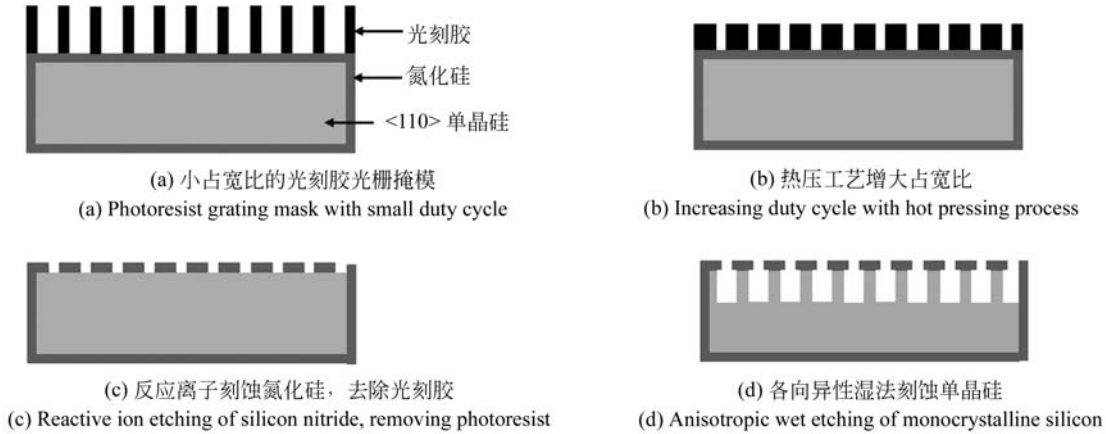 光刻胶
氮化硅
<110> 单晶硅
(a) 小占宽比的光刻胶光栅掩模
(a) Photoresist grating mask with small duty cycle
(b) 热压工艺增大占宽比
(b) Increasing duty cycle with hot pressing process
(c) 反应离子刻蚀氮化硅，去除光刻胶
(c) Reactive ion etching of silicon nitride, removing photoresist
(d) 各向异性湿法刻蚀单晶硅
(d) Anisotropic wet etching of monocrystalline silicon